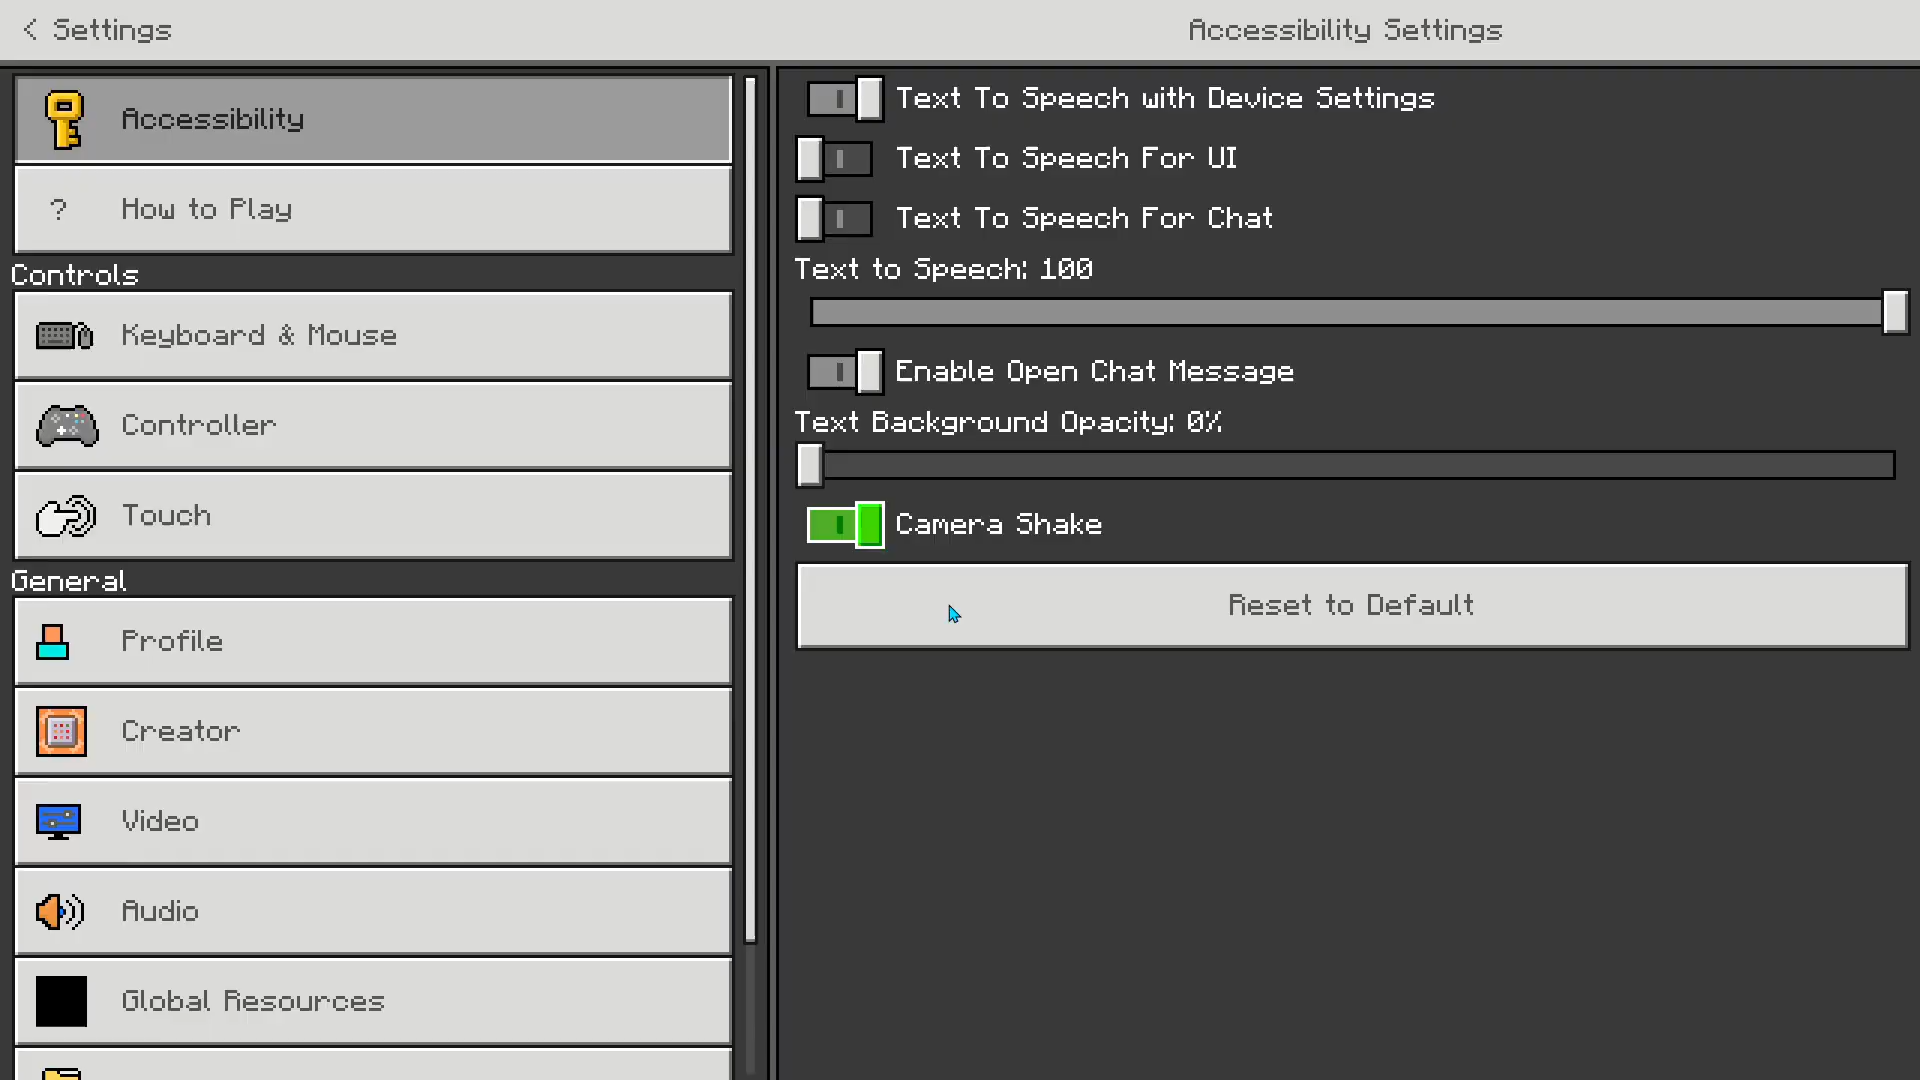 < Settings
Accessibility Settings
Accessibility
? How to Play
Controls
Keyboard & Mouse
Controller
Touch
General
Profile
Creator
Video
Audio
Global Resources
Text To Speech with Device Settings
Text To Speech For UI
Text To Speech For Chat
Text to Speech: 100
Enable Open Chat Message
Text Background Opacity: 0%
Camera Shake
Reset to Default